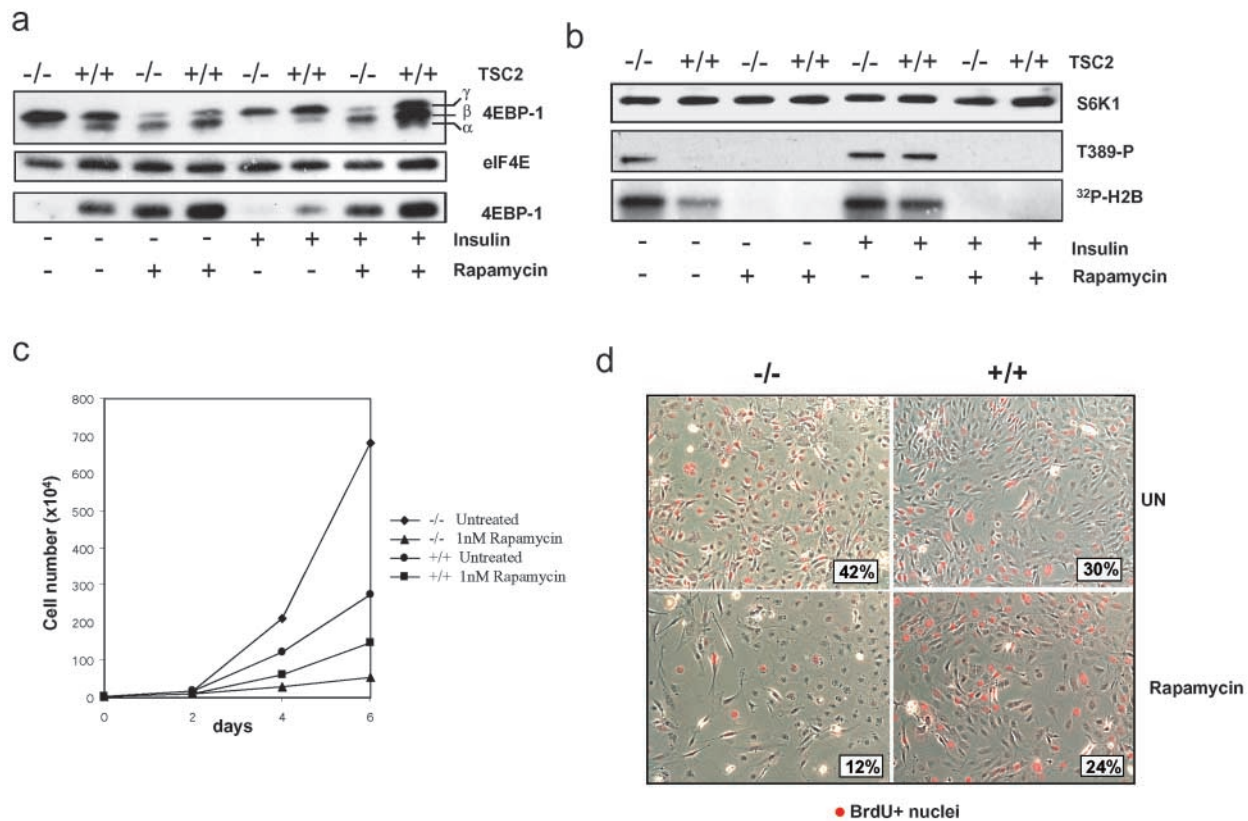 a
-/- +/+ -/- +/+ -/- +/+ -/- +/+ TSC2
4EBP-1
γ
β
α
eIF4E
4EBP-1
- - - - + + + + Insulin
- - + + - - + + Rapamycin
b
-/- +/+ -/- +/+ -/- +/+ -/- +/+ TSC2
S6K1
T389-P
³²P-H2B
- - - - + + + + Insulin
- - + + - - + + Rapamycin
c
800
700
600
500
400
300
200
100
0
Cell number (x10⁴)
0 2 4 6
days
-/- Untreated
-/- 1nM Rapamycin
+/+ Untreated
+/+ 1nM Rapamycin
d
-/- +/+
UN
42% 30%
Rapamycin
12% 24%
BrdU+ nuclei